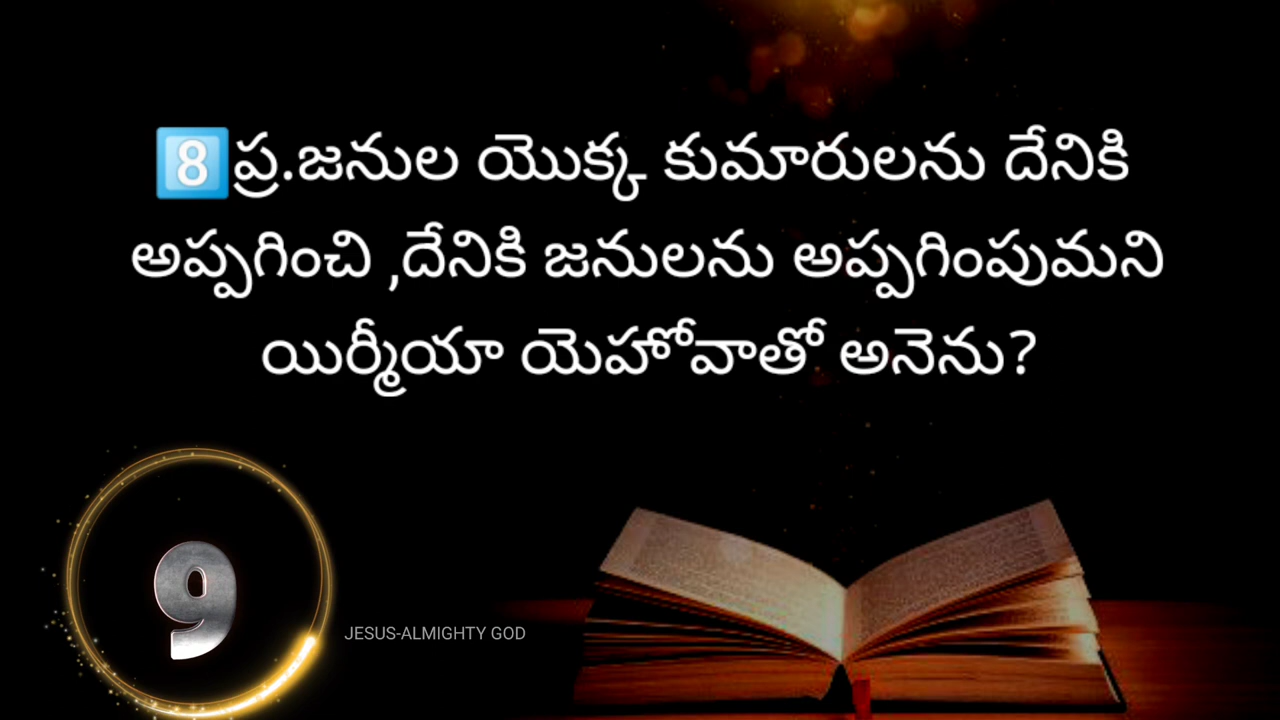 8️⃣ప్ర.జనుల యొక్క కుమారులను దేనికి
అప్పగించి ,దేనికి జనులను అప్పగింపుమని
యిర్మీయా యెహోవాతో అనెను?
9
JESUS-ALMIGHTY GOD